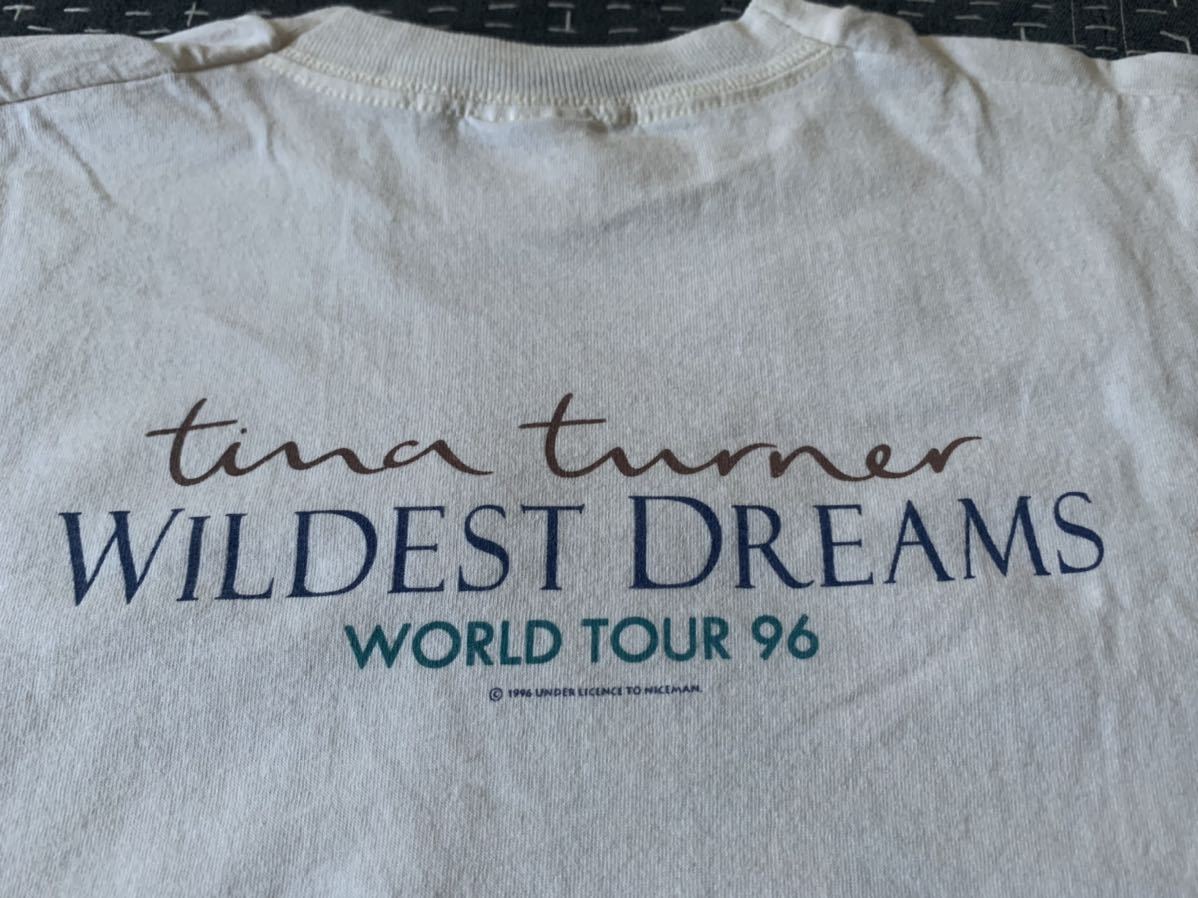 tina turner
WILDEST DREAMS
WORLD TOUR 96
© 1996 UNDER LICENCE TO NICEMAN.